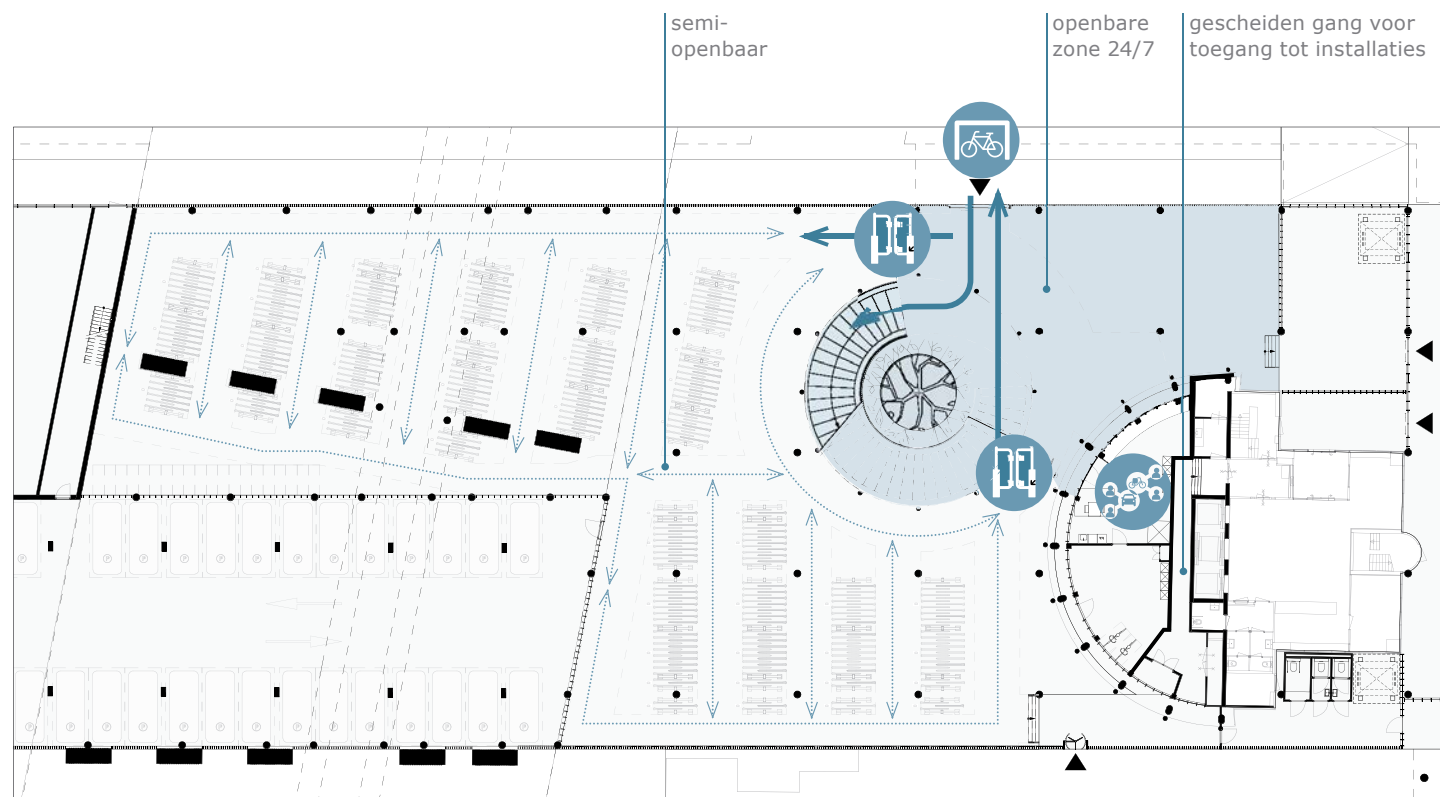 semi-
openbaar
openbare
zone 24/7
gescheiden gang voor
toegang tot installaties